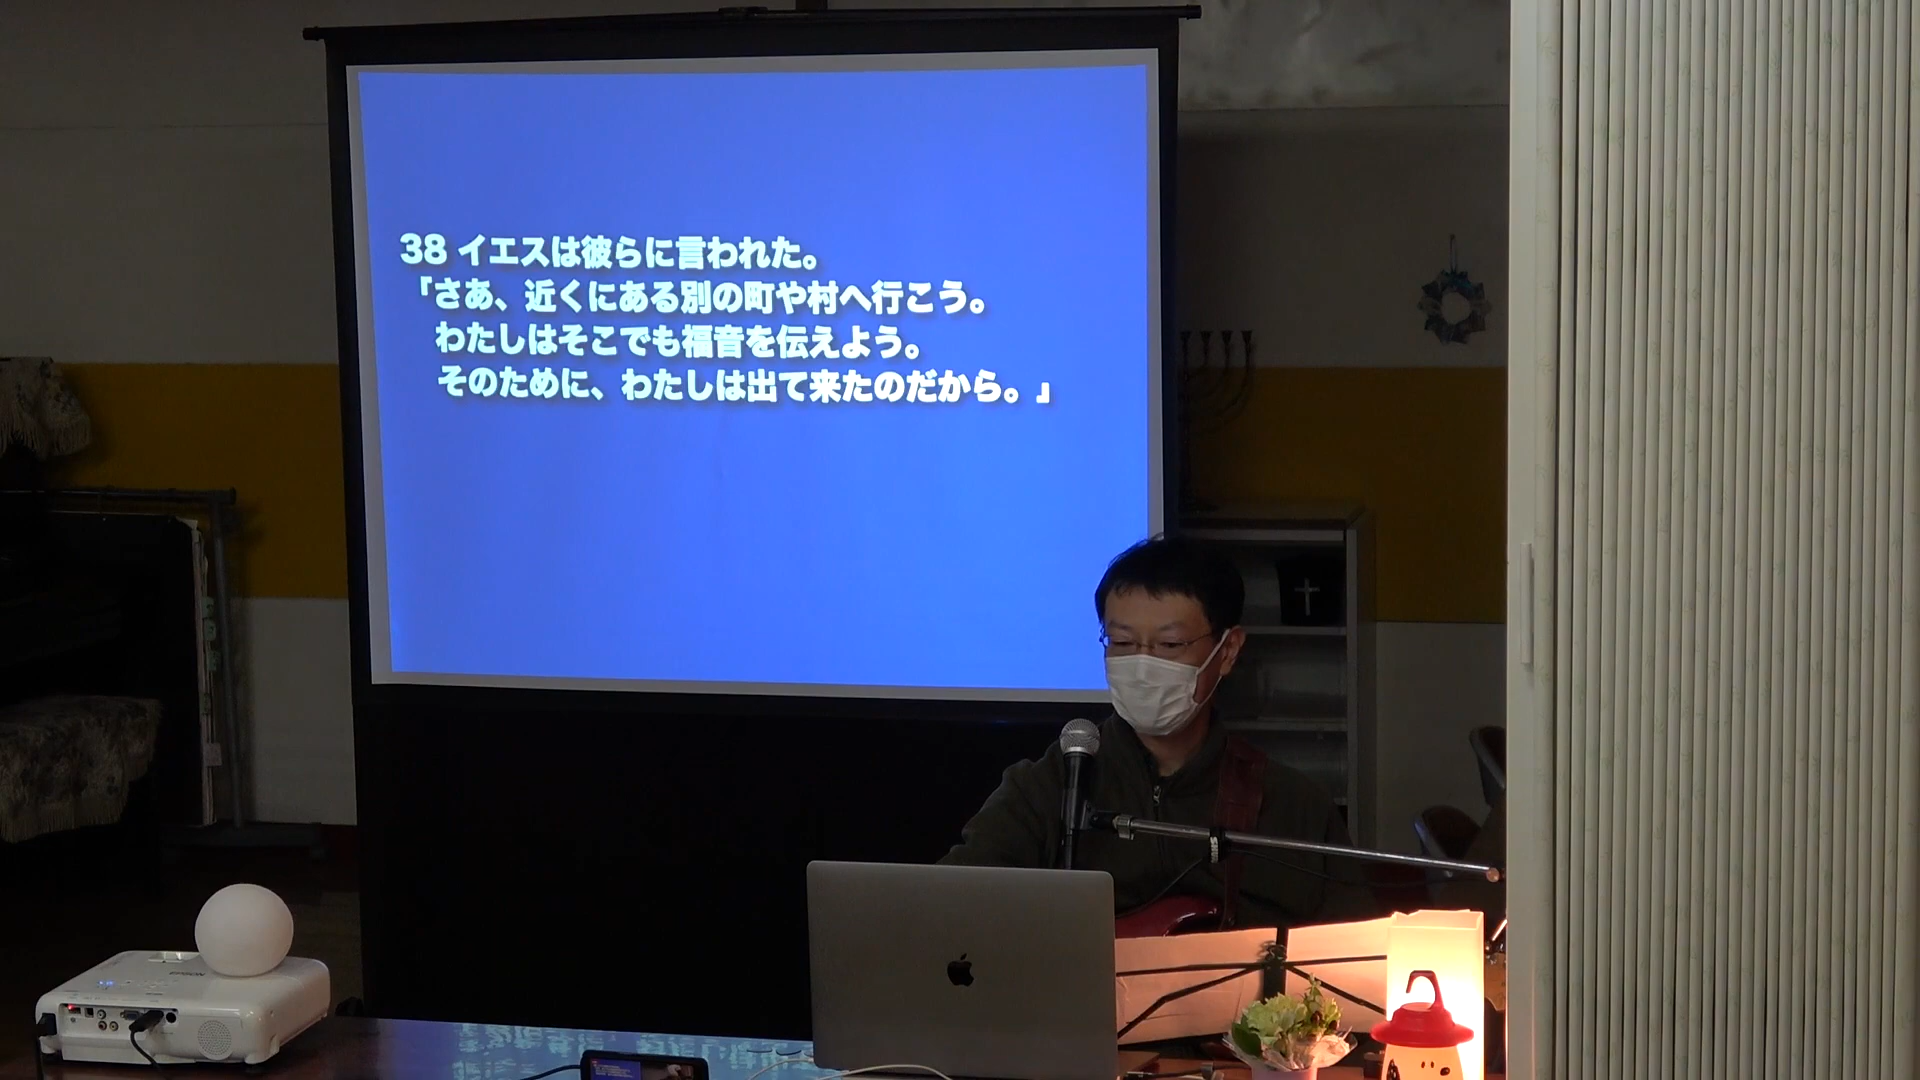 38 イエスは彼らに言われた。
「さあ、近くにある別の町や村へ行こう。
わたしはそこでも福音を伝えよう。
そのために、わたしは出て来たのだから。』
EPSON